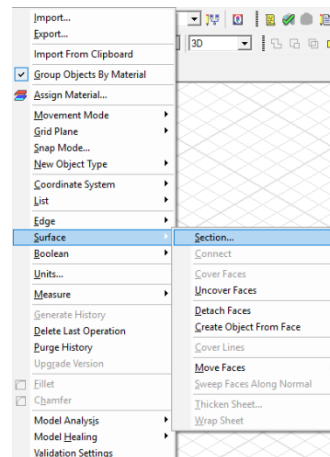 Import...
Export...
Import From Clipboard
Group Objects By Material
Assign Material...
Movement Mode
Grid Plane
Snap Mode...
New Object Type
Coordinate System
List
Edge
Surface
Boolean
Units...
Measure
Generate History
Delete Last Operation
Purge History
Upgrade Version
Fillet
Chamfer
Model Analysis
Model Healing
Validation Settings
3D
Section...
Connect
Cover Faces
Uncover Faces
Detach Faces
Create Object From Face
Cover Lines
Move Faces
Sweep Faces Along Normal
Thicken Sheet...
Wrap Sheet